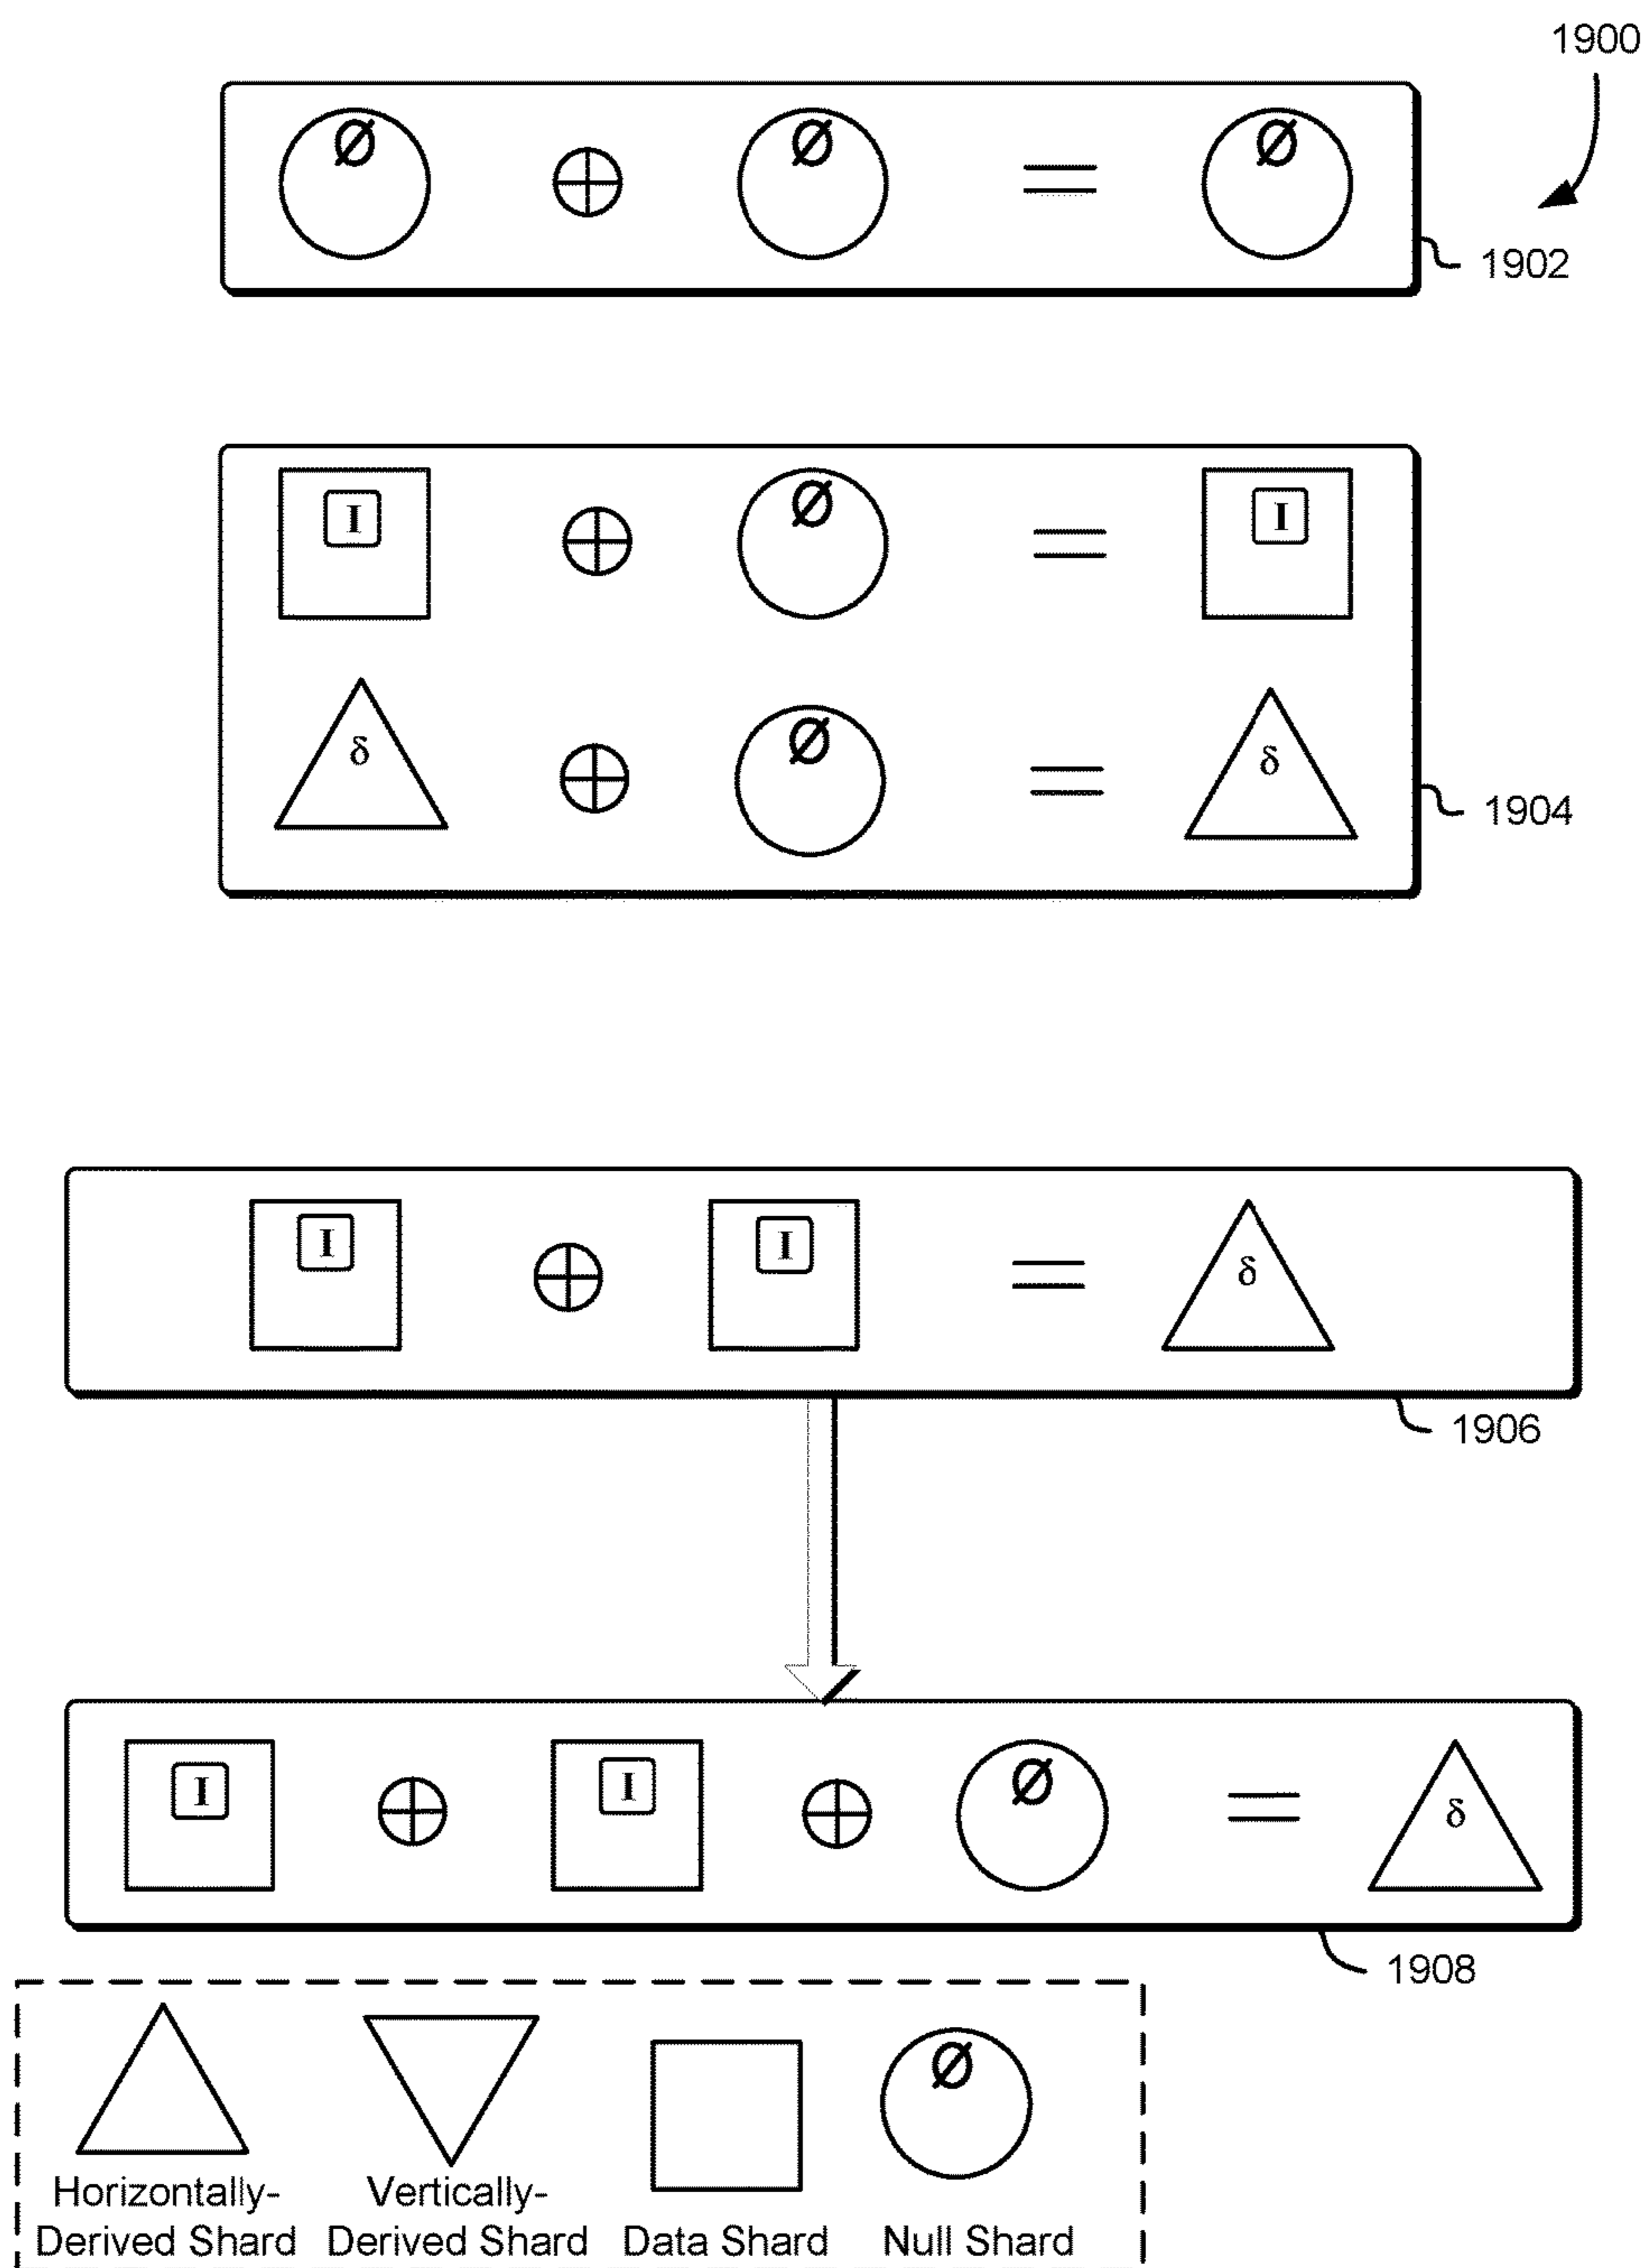 1900
Ø ⊕ Ø = Ø
1902
I ⊕ Ø = I
δ ⊕ Ø = δ
1904
I ⊕ I = δ
1906
I ⊕ I ⊕ Ø = δ
1908
Ø
Horizontally- Vertically-
Derived Shard Derived Shard Data Shard Null Shard